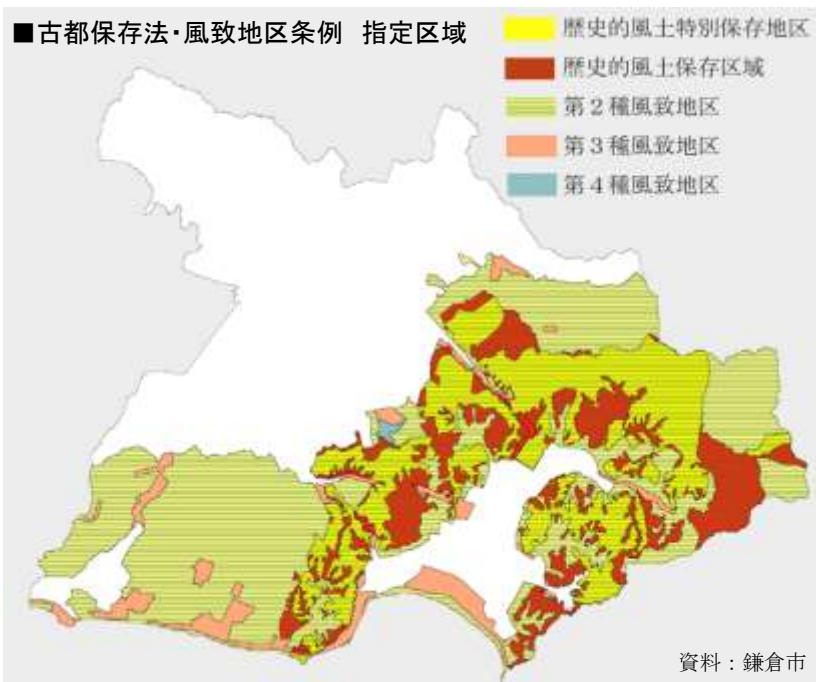 ■古都保存法・風致地区条例　指定区域
歴史的風土特別保存地区
歴史的風土保存区域
第２種風致地区
第３種風致地区
第４種風致地区
資料：鎌倉市